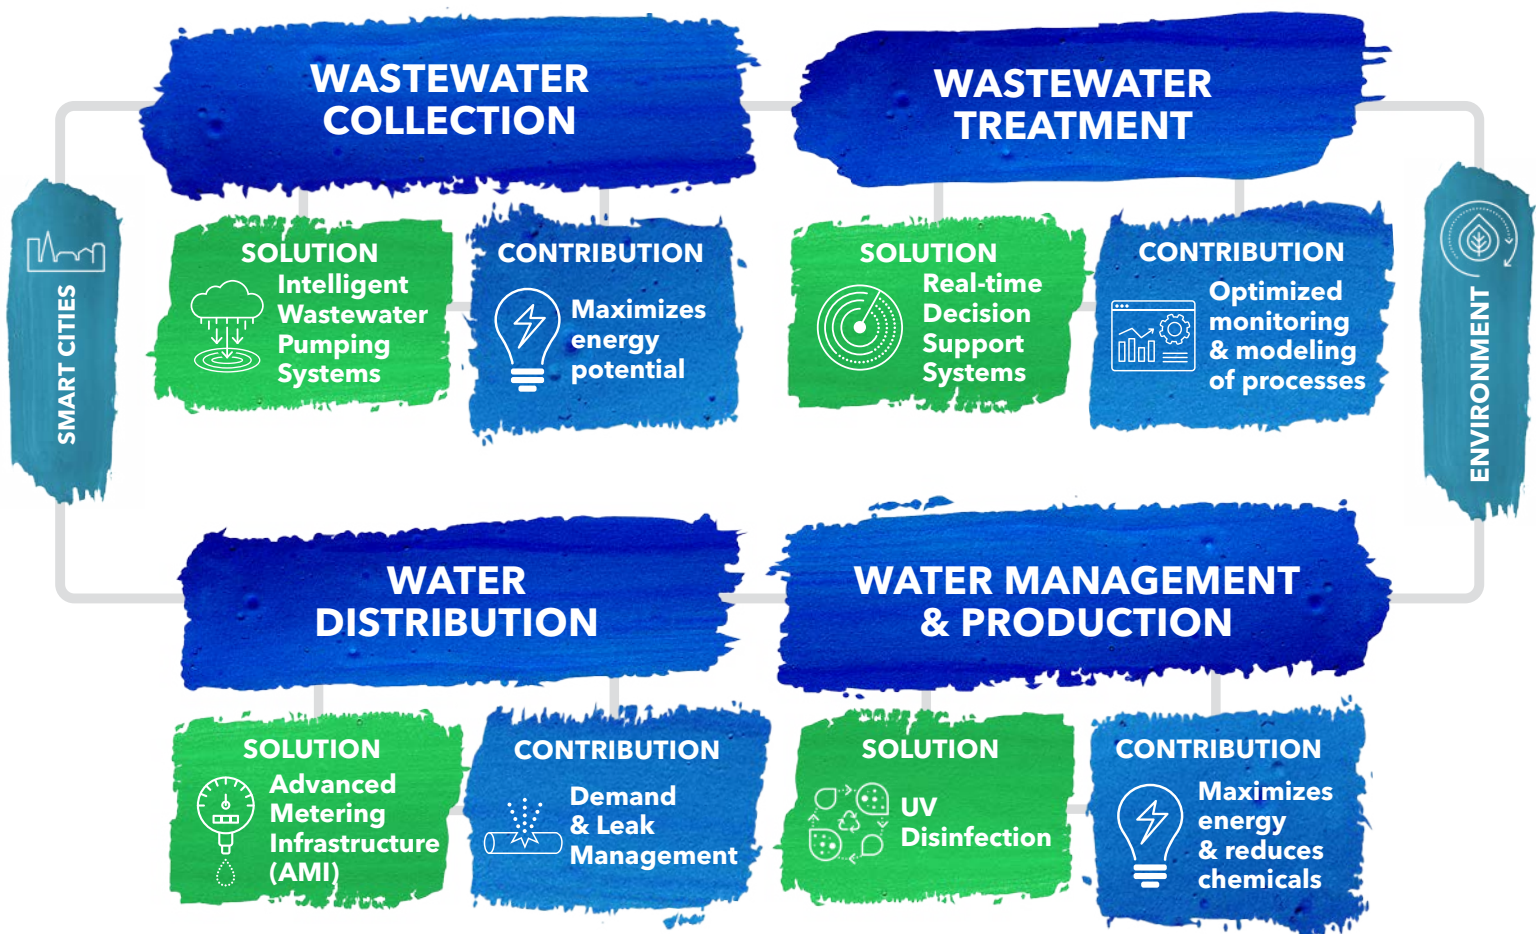 WASTEWATER
COLLECTION
WASTEWATER
TREATMENT
SMART CITIES
SOLUTION
Intelligent
Wastewater
Pumping
Systems
CONTRIBUTION
Maximizes
energy
potential
SOLUTION
Real-time
Decision
Support
Systems
CONTRIBUTION
Optimized
monitoring
& modeling
of processes
ENVIRONMENT
WATER
DISTRIBUTION
WATER MANAGEMENT
& PRODUCTION
SOLUTION
Advanced
Metering
Infrastructure
(AMI)
CONTRIBUTION
Demand
& Leak
Management
SOLUTION
UV
Disinfection
CONTRIBUTION
Maximizes
energy
& reduces
chemicals